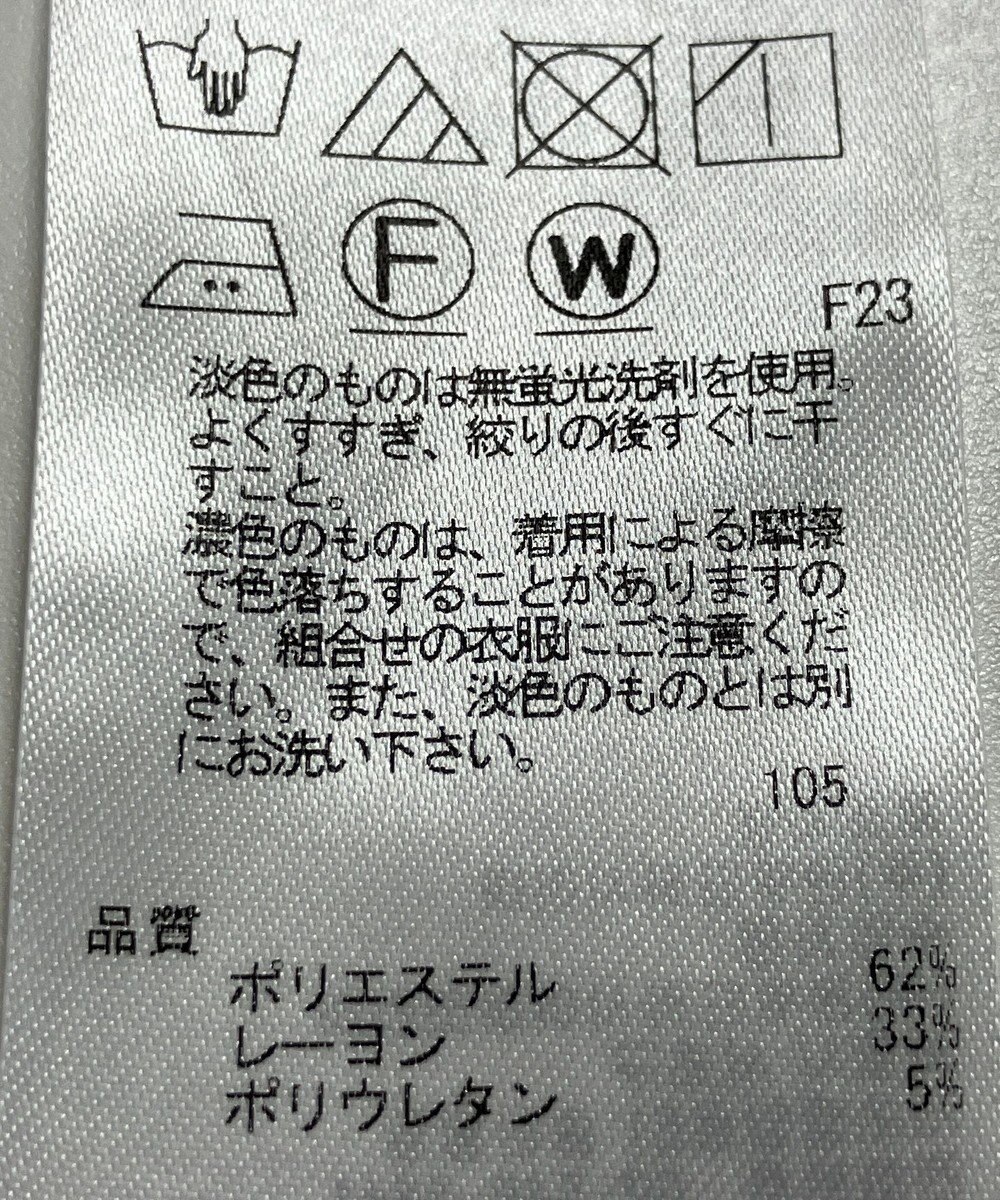 F W
F23
淡色のものは無蛍光洗剤を使用。
よくすすぎ、絞りの後すぐに干
すこと。
濃色のものは、着用による摩擦
で色落ちすることがありますの
で、組合せの衣服にご注意くだ
さい。また、淡色のものとは別
にお洗い下さい。
105
品質
ポリエステル 62%
レーヨン 33%
ポリウレタン 5%